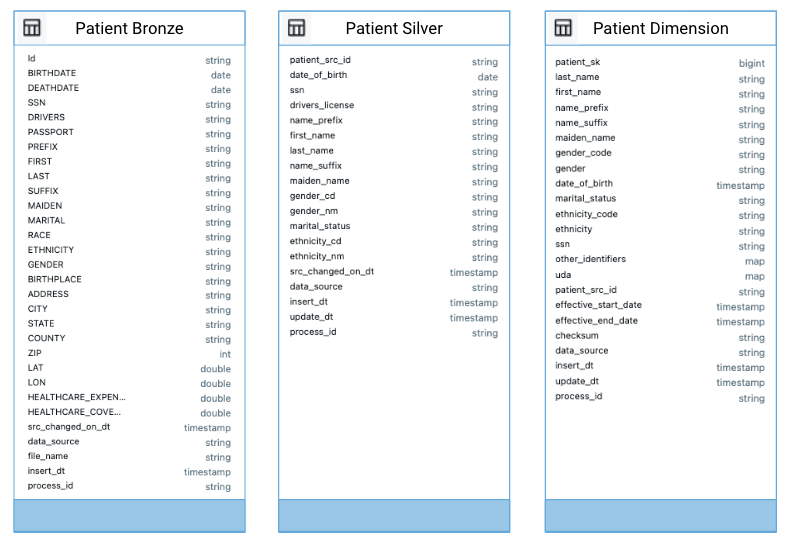 Patient Bronze
Id string
BIRTHDATE date
DEATHDATE date
SSN string
DRIVERS string
PASSPORT string
PREFIX string
FIRST string
LAST string
SUFFIX string
MAIDEN string
MARITAL string
RACE string
ETHNICITY string
GENDER string
BIRTHPLACE string
ADDRESS string
CITY string
STATE string
COUNTY string
ZIP int
LAT double
LON double
HEALTHCARE_EXPEN... double
HEALTHCARE_COVE... double
src_changed_on_dt timestamp
data_source string
file_name string
insert_dt timestamp
process_id string
Patient Silver
patient_src_id string
date_of_birth date
ssn string
drivers_license string
name_prefix string
first_name string
last_name string
name_suffix string
maiden_name string
gender_cd string
gender_nm string
marital_status string
ethnicity_cd string
ethnicity_nm string
src_changed_on_dt timestamp
data_source string
insert_dt timestamp
update_dt timestamp
process_id string
Patient Dimension
patient_sk bigint
last_name string
first_name string
name_prefix string
name_suffix string
maiden_name string
gender_code string
gender string
date_of_birth timestamp
marital_status string
ethnicity_code string
ethnicity string
ssn string
other_identifiers map
uda map
patient_src_id string
effective_start_date timestamp
effective_end_date timestamp
checksum string
data_source string
insert_dt timestamp
update_dt timestamp
process_id string